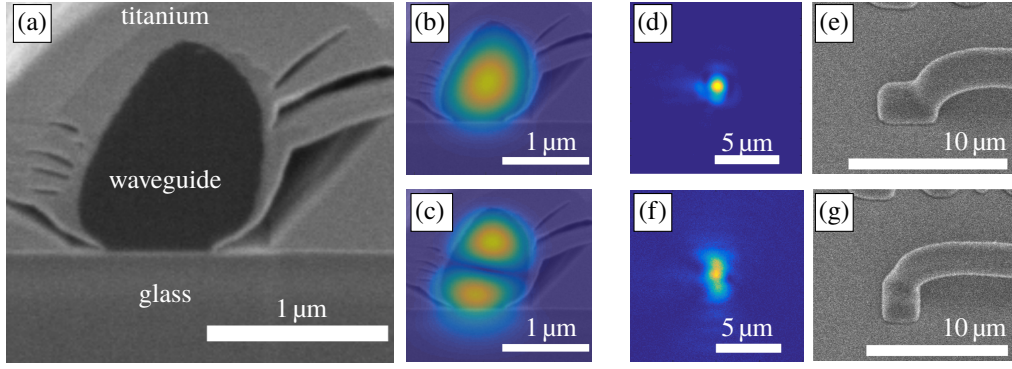 (a)
titanium
waveguide
glass
1 µm
(b)
1 µm
(c)
1 µm
(d)
5 µm
(e)
10 µm
(f)
5 µm
(g)
10 µm